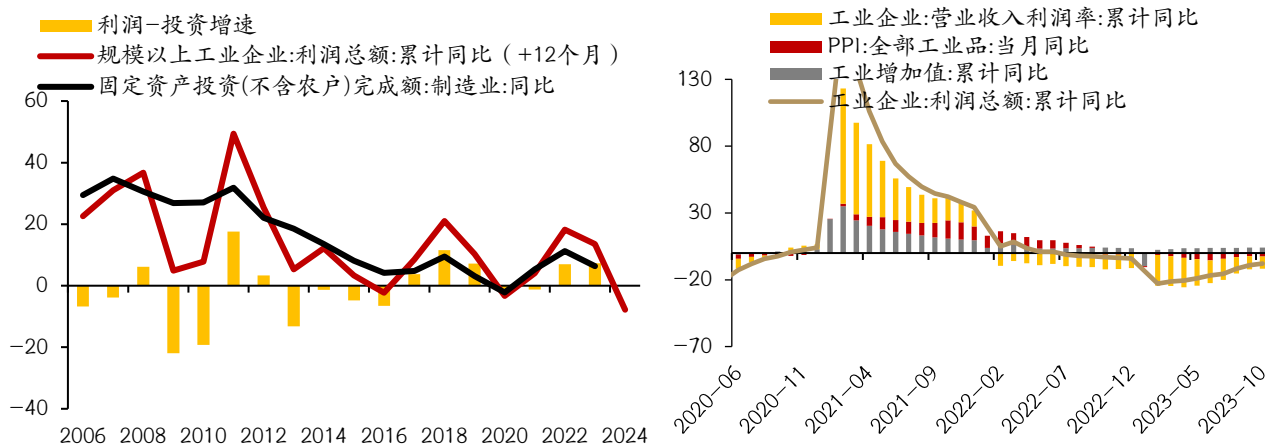 利润-投资增速
规模以上工业企业:利润总额:累计同比（+12个月）
固定资产投资(不含农户)完成额:制造业:同比
60
40
20
0
-20
-40
2006 2008 2010 2012 2014 2016 2018 2020 2022 2024
工业企业:营业收入利润率:累计同比
PPI:全部工业品:当月同比
工业增加值:累计同比
工业企业:利润总额:累计同比
130
80
30
-20
-70
2020-06 2020-11 2021-04 2021-09 2022-02 2022-07 2022-12 2023-05 2023-10